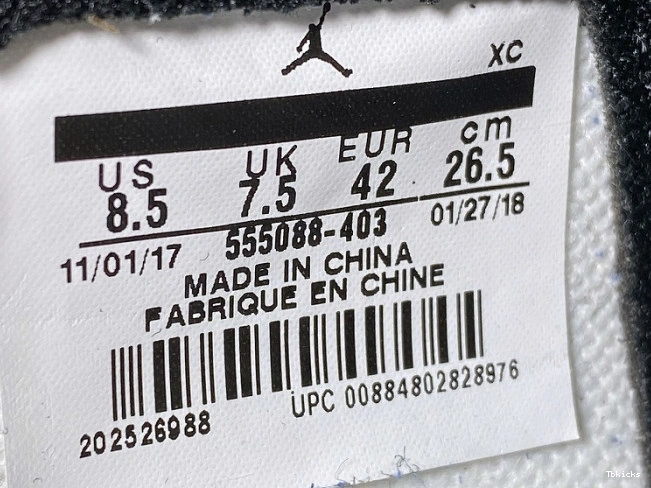 XC
US UK EUR cm
8.5 7.5 42 26.5
11/01/17 555088-403 01/27/18
MADE IN CHINA
FABRIQUE EN CHINE
202526988 UPC 00884802828976
Tbkicks